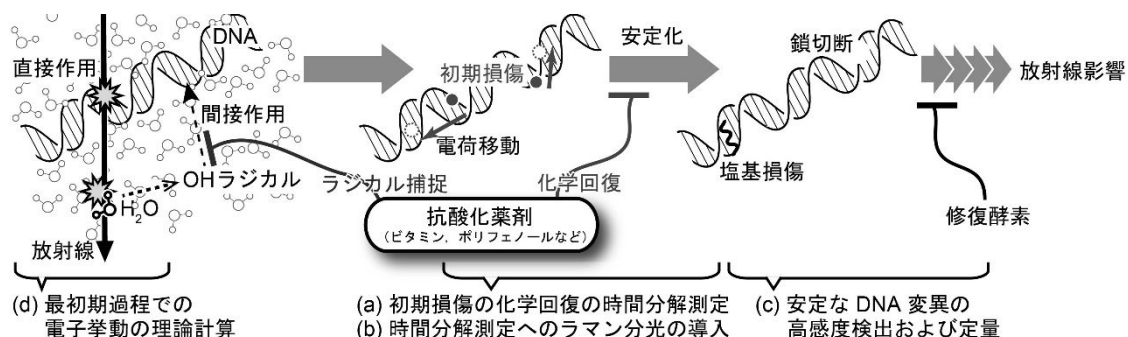 DNA
直接作用
間接作用
OHラジカル
H2O
放射線
初期損傷
電荷移動
ラジカル捕捉
化学回復
抗酸化薬剤
(ビタミン, ポリフェノールなど)
安定化
鎖切断
塩基損傷
放射線影響
修復酵素
(d) 最初期過程での
電子挙動の理論計算
(a) 初期損傷の化学回復の時間分解測定
(b) 時間分解測定へのラマン分光の導入
(c) 安定な DNA 変異の
高感度検出および定量